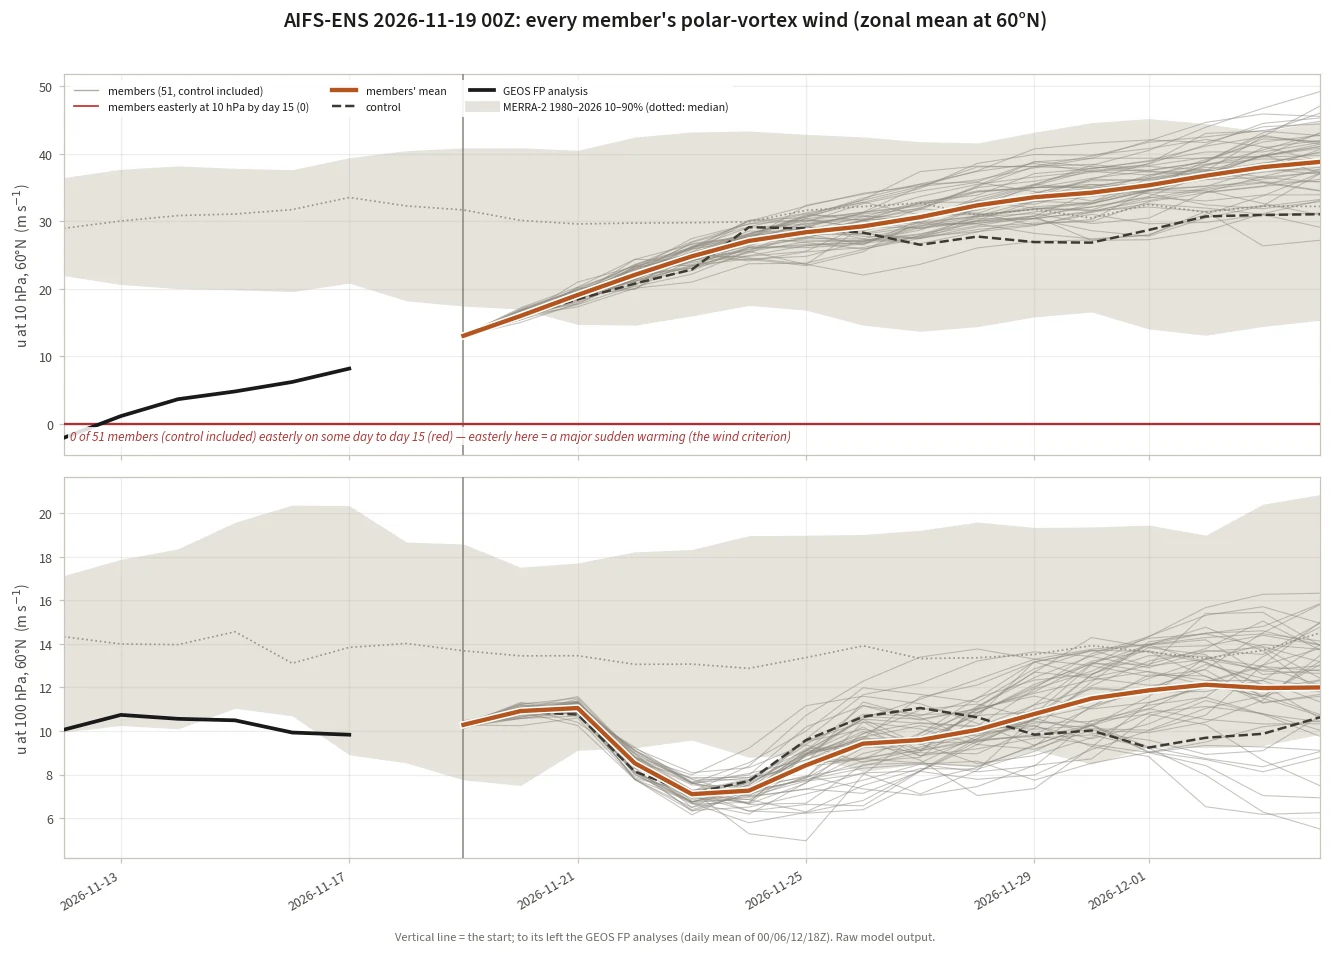 AIFS-ENS 2026-11-19 00Z: every member's polar-vortex wind (zonal mean at 60°N)
members (51, control included)
members easterly at 10 hPa by day 15 (0)
members' mean
control
GEOS FP analysis
MERRA-2 1980–2026 10–90% (dotted: median)
u at 10 hPa, 60°N (m s⁻¹)
50
40
30
20
10
0
0 of 51 members (control included) easterly on some day to day 15 (red) — easterly here = a major sudden warming (the wind criterion)
u at 100 hPa, 60°N (m s⁻¹)
20
18
16
14
12
10
8
6
2026-11-13
2026-11-17
2026-11-21
2026-11-25
2026-11-29
2026-12-01
Vertical line = the start; to its left the GEOS FP analyses (daily mean of 00/06/12/18Z). Raw model output.